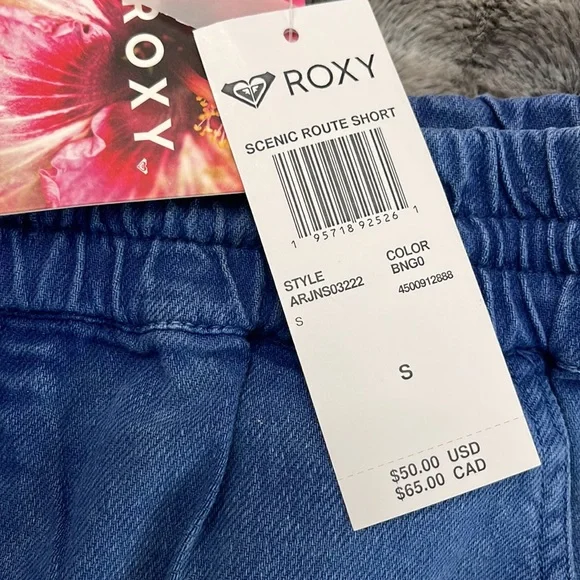 ROXY
ROXY
SCENIC ROUTE SHORT
1 95718 92526 1
STYLE COLOR
ARJNS03222 BNG0
S 4500912888
S
$50.00 USD
$65.00 CAD